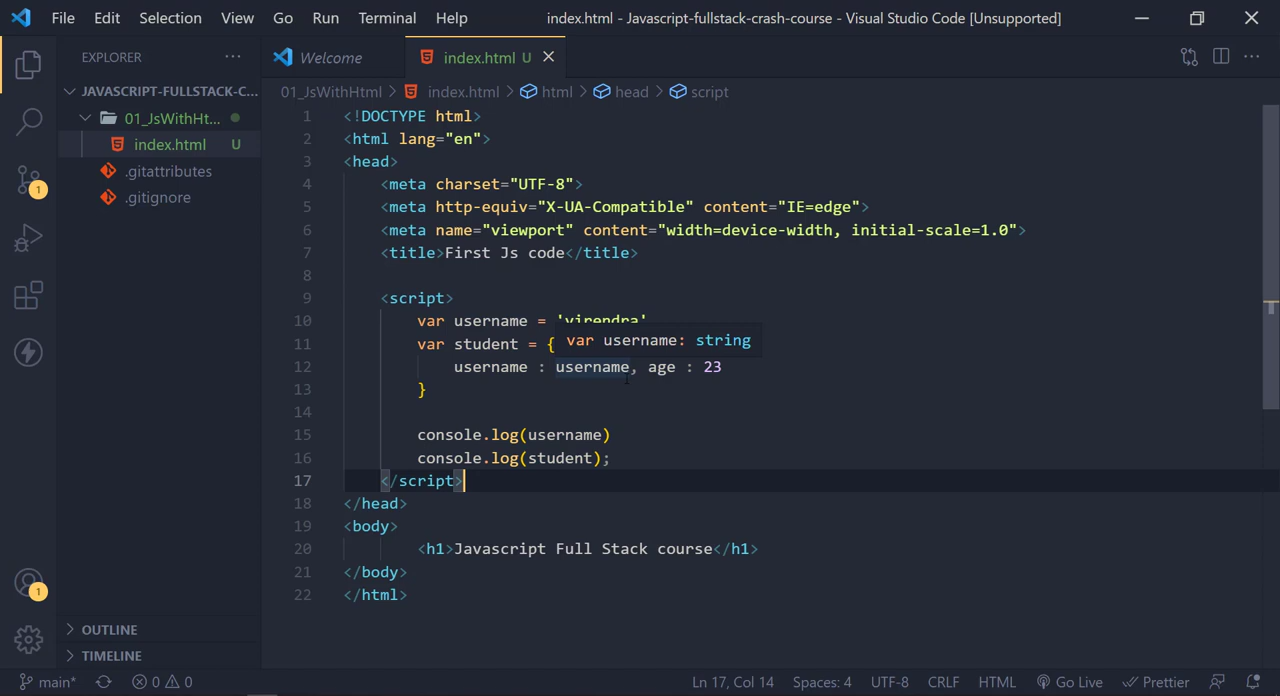 File Edit Selection View Go Run Terminal Help index.html - Javascript-fullstack-crash-course - Visual Studio Code [Unsupported]
EXPLORER ···
Welcome index.html U
JAVASCRIPT-FULLSTACK-C...
01_JsWithHtml > index.html > html > head > script
01_JsWithHt...
index.html U
.gitattributes
.gitignore
1
1
1 <!DOCTYPE html>
2 <html lang="en">
3 <head>
4 <meta charset="UTF-8">
5 <meta http-equiv="X-UA-Compatible" content="IE=edge">
6 <meta name="viewport" content="width=device-width, initial-scale=1.0">
7 <title>First Js code</title>
8
9 <script>
10 var username = 'virendra'
11 var student = {
var username: string
12 username : username, age : 23
13 }
14
15 console.log(username)
16 console.log(student);
17 </script>
18 </head>
19 <body>
20 <h1>Javascript Full Stack course</h1>
21 </body>
22 </html>
OUTLINE
TIMELINE
main* 0 0 Ln 17, Col 14 Spaces: 4 UTF-8 CRLF HTML Go Live Prettier